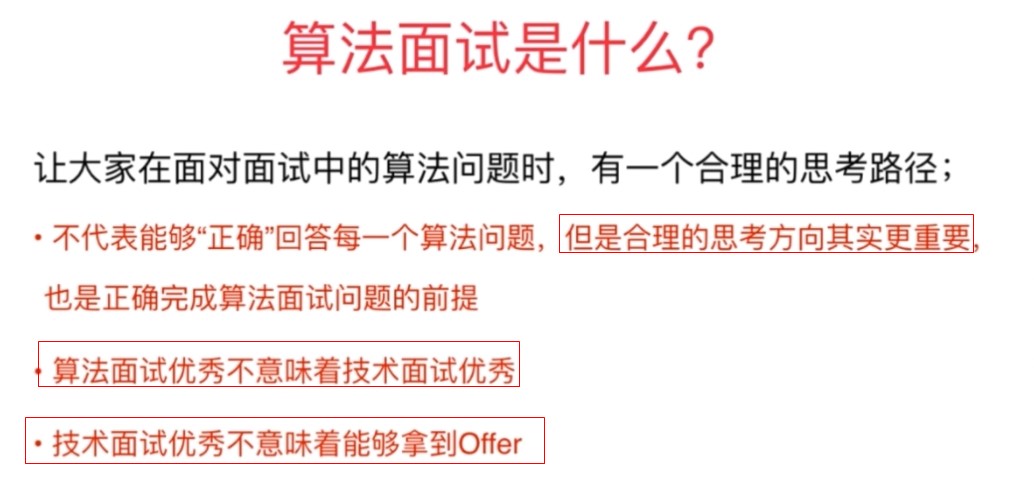 算法面试是什么?
让大家在面对面试中的算法问题时，有一个合理的思考路径；
• 不代表能够“正确”回答每一个算法问题，但是合理的思考方向其实更重要，
也是正确完成算法面试问题的前提
• 算法面试优秀不意味着技术面试优秀
• 技术面试优秀不意味着能够拿到Offer